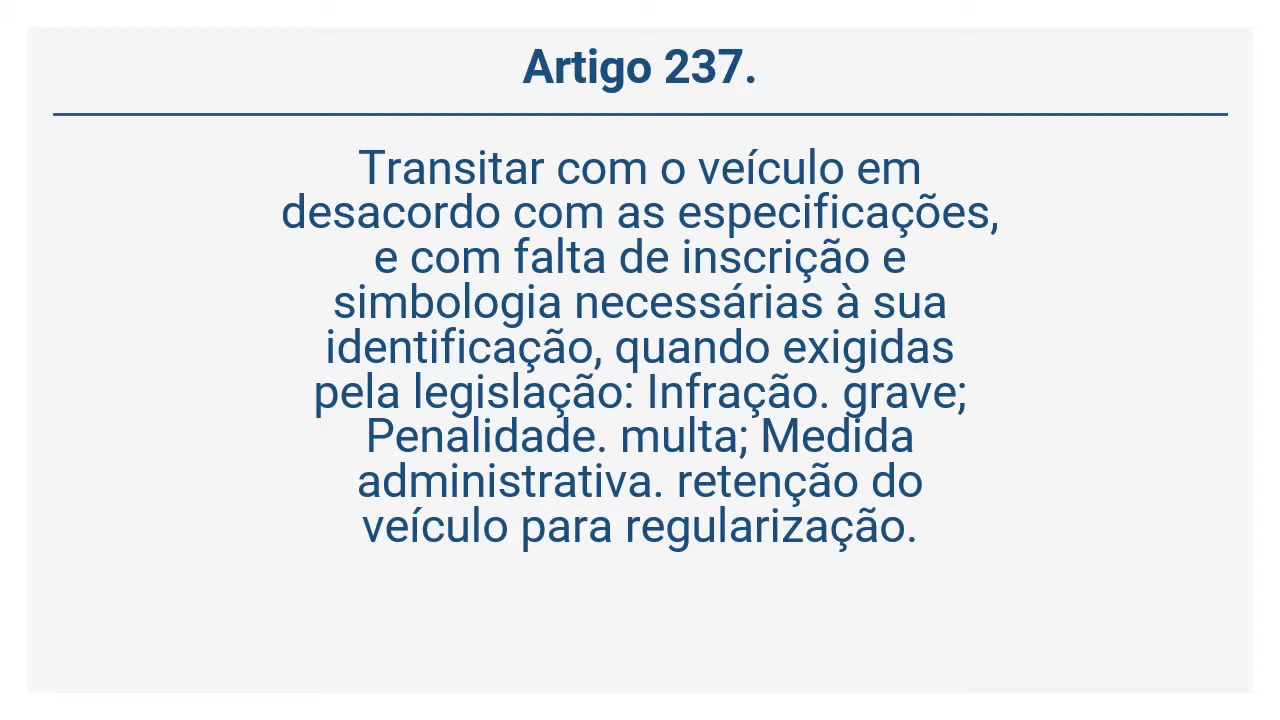 Artigo 237.
Transitar com o veículo em
desacordo com as especificações,
e com falta de inscrição e
simbologia necessárias à sua
identificação, quando exigidas
pela legislação: Infração. grave;
Penalidade. multa; Medida
administrativa. retenção do
veículo para regularização.